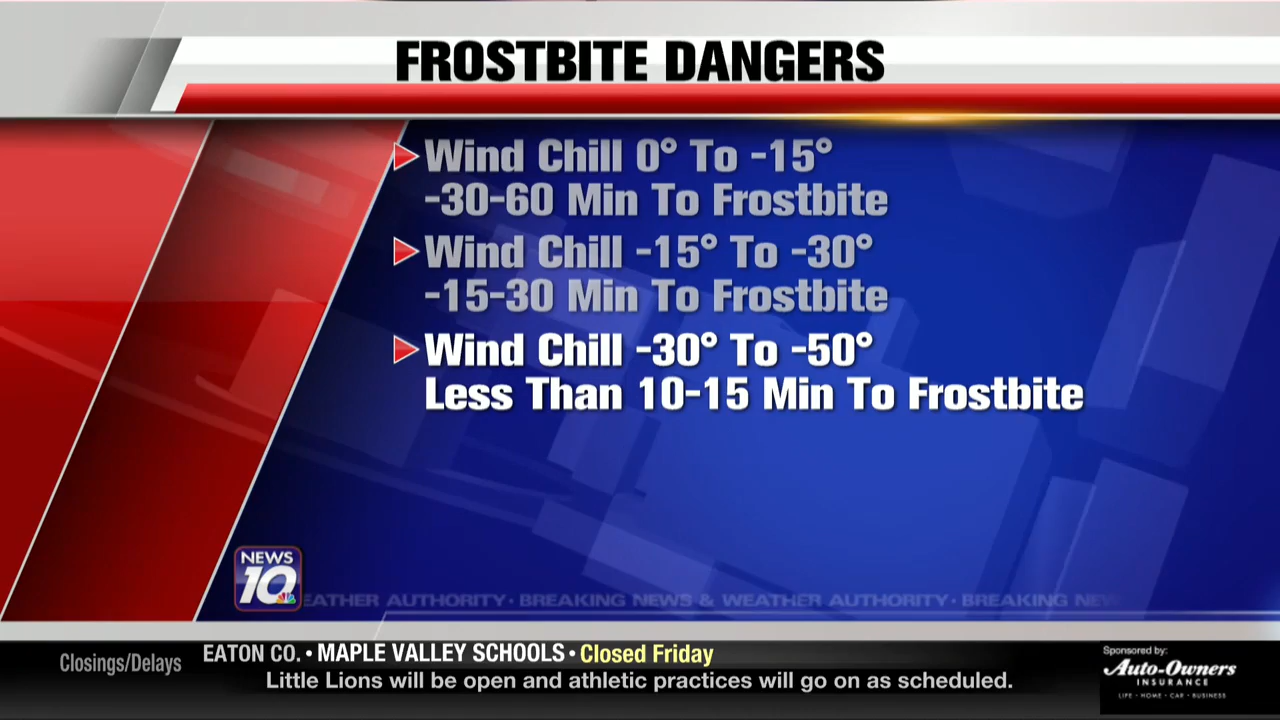 FROSTBITE DANGERS
Wind Chill 0° To -15°
-30-60 Min To Frostbite
Wind Chill -15° To -30°
-15-30 Min To Frostbite
Wind Chill -30° To -50°
Less Than 10-15 Min To Frostbite
NEWS
10
EATHER AUTHORITY · BREAKING NEWS & WEATHER AUTHORITY · BREAKING NEW
Closings/Delays
EATON CO. • MAPLE VALLEY SCHOOLS • Closed Friday
Little Lions will be open and athletic practices will go on as scheduled.
Sponsored by:
Auto-Owners
INSURANCE
LIFE • HOME • CAR • BUSINESS